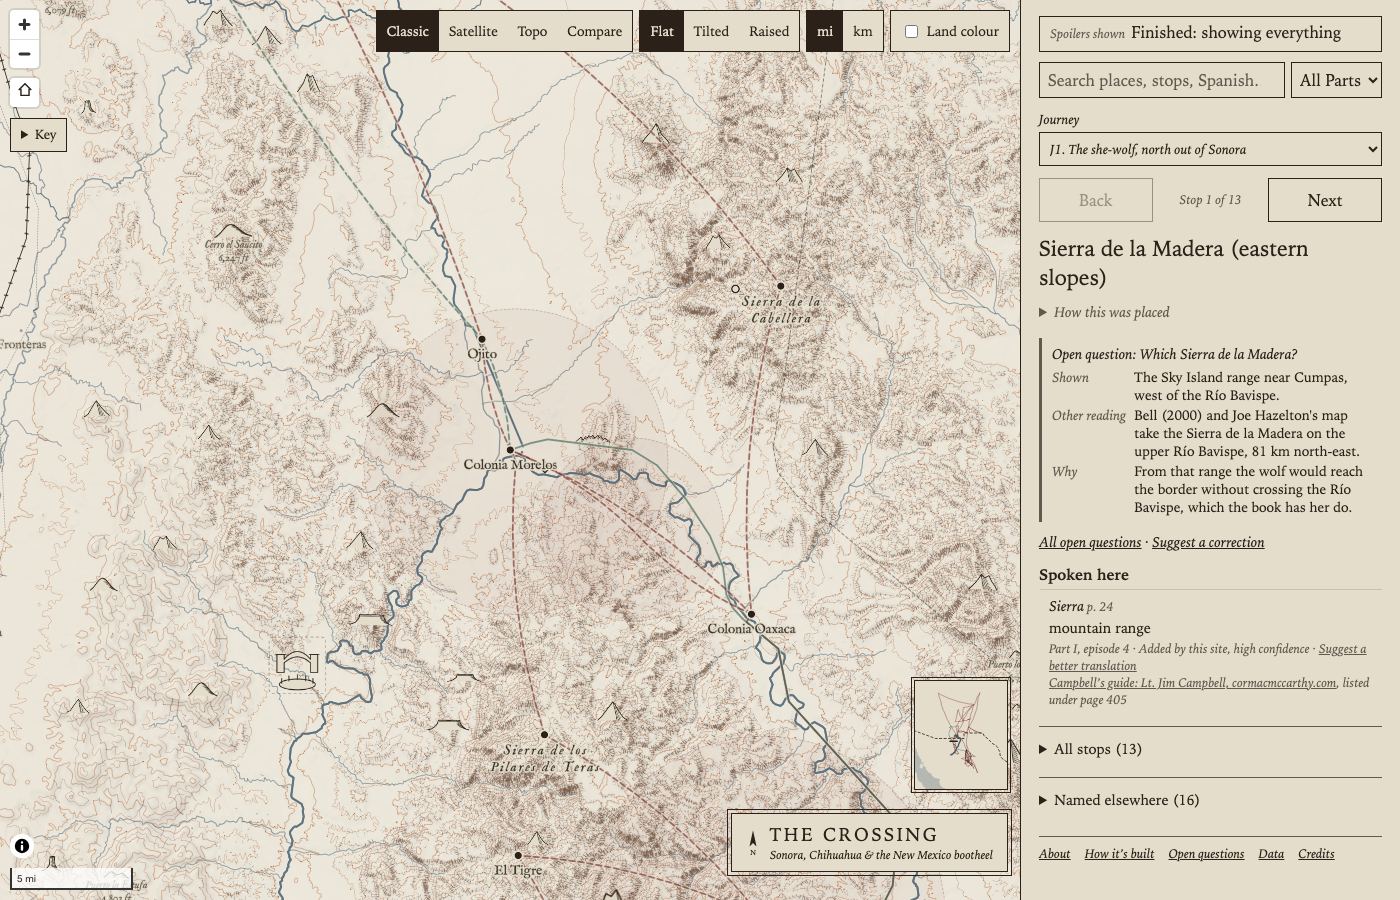 Classic Satellite Topo Compare
Flat Tilted Raised
mi km
Land colour
Key
Cerro el Saucito
6,247 ft
Fronteras
Sierra de la
Cabellera
Ojito
Colonia Morelos
Colonia Oaxaca
Sierra de los
Pilares de Teras
El Tigre
5 mi
N
THE CROSSING
Sonora, Chihuahua & the New Mexico bootheel
Spoilers shown Finished: showing everything
Search places, stops, Spanish.
All Parts
Journey
J1. The she-wolf, north out of Sonora
Back
Stop 1 of 13
Next
Sierra de la Madera (eastern
slopes)
How this was placed
Open question: Which Sierra de la Madera?
Shown The Sky Island range near Cumpas,
west of the Río Bavispe.
Other reading Bell (2000) and Joe Hazelton's map
take the Sierra de la Madera on the
upper Río Bavispe, 81 km north-east.
Why From that range the wolf would reach
the border without crossing the Río
Bavispe, which the book has her do.
All open questions · Suggest a correction
Spoken here
Sierra p. 24
mountain range
Part I, episode 4 · Added by this site, high confidence · Suggest a
better translation
Campbell's guide: Lt. Jim Campbell, cormacmccarthy.com, listed
under page 405
All stops (13)
Named elsewhere (16)
About How it's built Open questions Data Credits